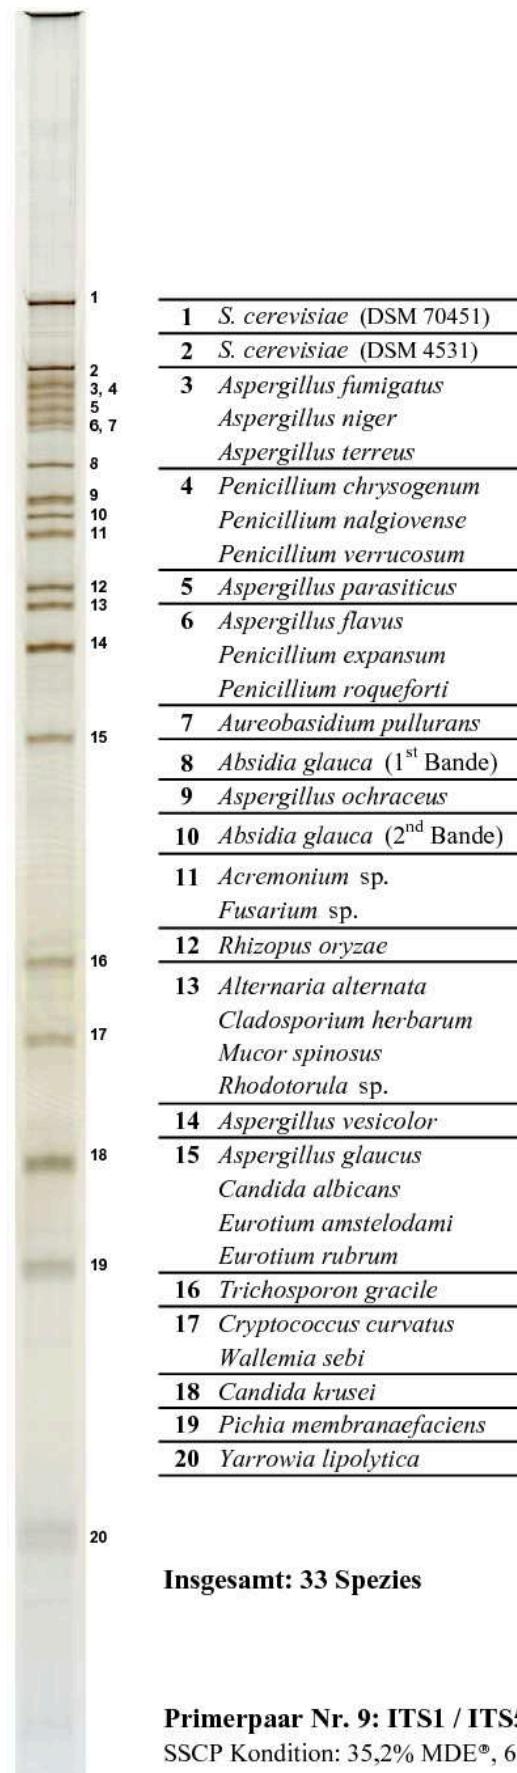 1
2
3, 4
5
6, 7
8
9
10
11
12
13
14
15
16
17
18
19
20
1 S. cerevisiae (DSM 70451)
2 S. cerevisiae (DSM 4531)
3 Aspergillus fumigatus
Aspergillus niger
Aspergillus terreus
4 Penicillium chrysogenum
Penicillium nalgiovense
Penicillium verrucosum
5 Aspergillus parasiticus
6 Aspergillus flavus
Penicillium expansum
Penicillium roqueforti
7 Aureobasidium pullurans
8 Absidia glauca (1st Bande)
9 Aspergillus ochraceus
10 Absidia glauca (2nd Bande)
11 Acremonium sp.
Fusarium sp.
12 Rhizopus oryzae
13 Alternaria alternata
Cladosporium herbarum
Mucor spinosus
Rhodotorula sp.
14 Aspergillus vesicolor
15 Aspergillus glaucus
Candida albicans
Eurotium amstelodami
Eurotium rubrum
16 Trichosporon gracile
17 Cryptococcus curvatus
Wallemia sebi
18 Candida krusei
19 Pichia membranaefaciens
20 Yarrowia lipolytica
Insgesamt: 33 Spezies
Primerpaar Nr. 9: ITS1 / ITS5
SSCP Kondition: 35,2% MDE®, 6